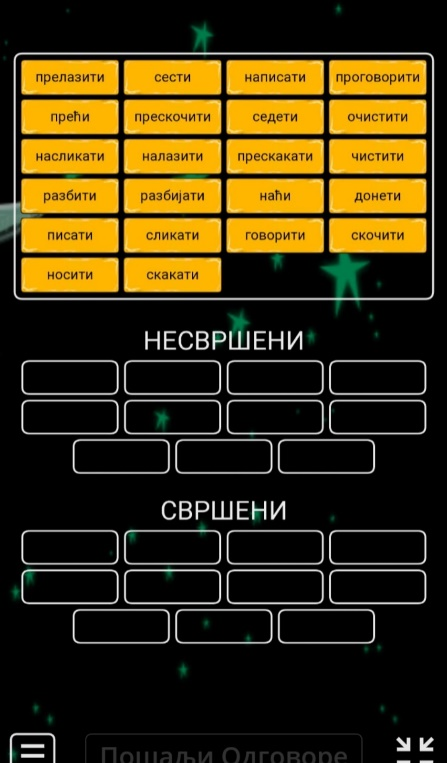 прелазити сести написати проговорити
прећи прескочити седети очистити
насликати налазити прескакати чистити
разбити разбијати наћи донети
писати сликати говорити скочити
носити скакати
НЕСВРШЕНИ
СВРШЕНИ
Пошаљи Одговоре